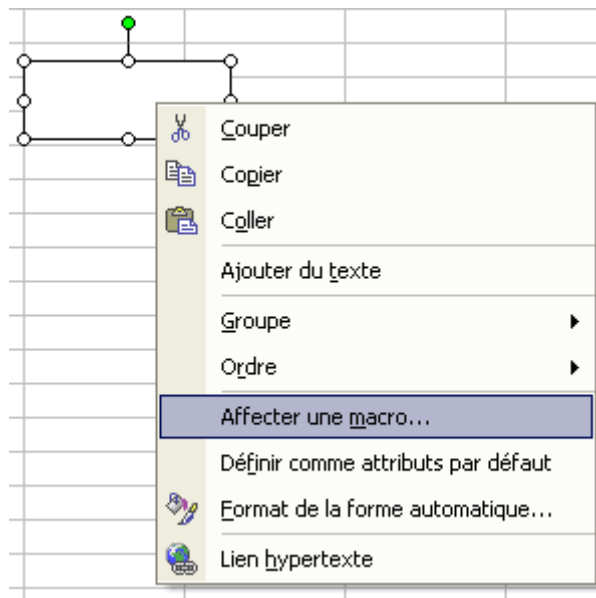 Couper
Copier
Coller
Ajouter du texte
Groupe
Ordre
Affecter une macro...
Définir comme attributs par défaut
Format de la forme automatique...
Lien hypertexte